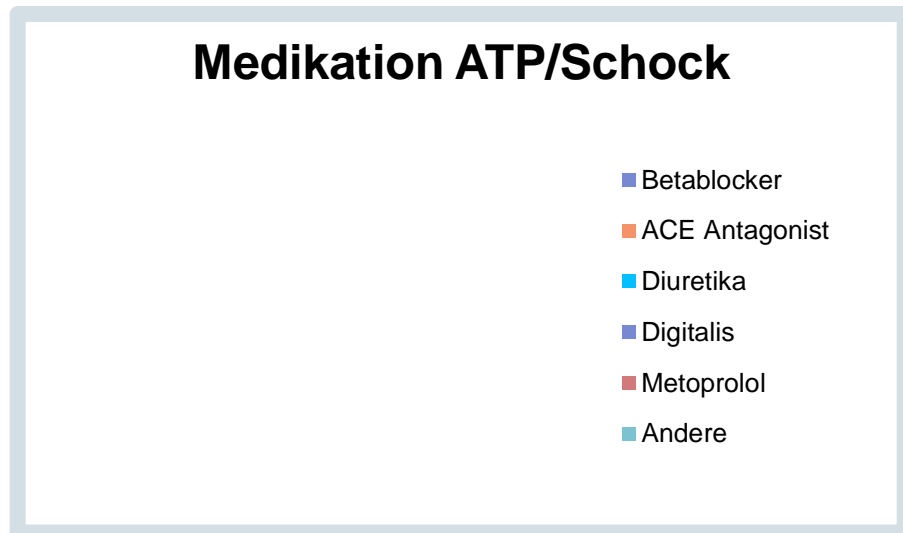 Medikation ATP/Schock
Betablocker
ACE Antagonist
Diuretika
Digitalis
Metoprolol
Andere